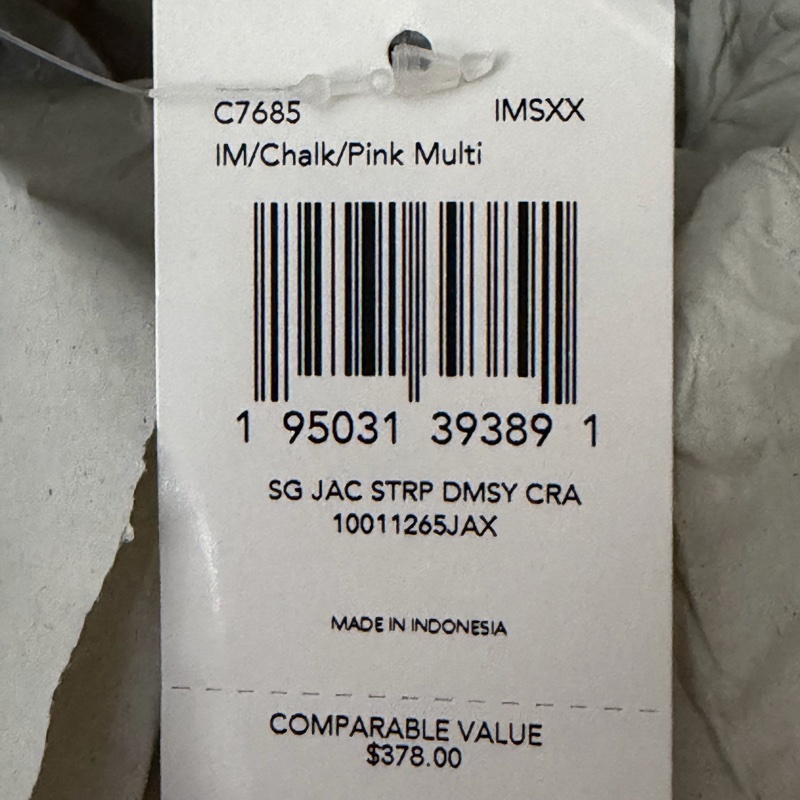 C7685 IMSXX
IM/Chalk/Pink Multi
1 95031 39389 1
SG JAC STRP DMSY CRA
10011265JAX
MADE IN INDONESIA
COMPARABLE VALUE
$378.00